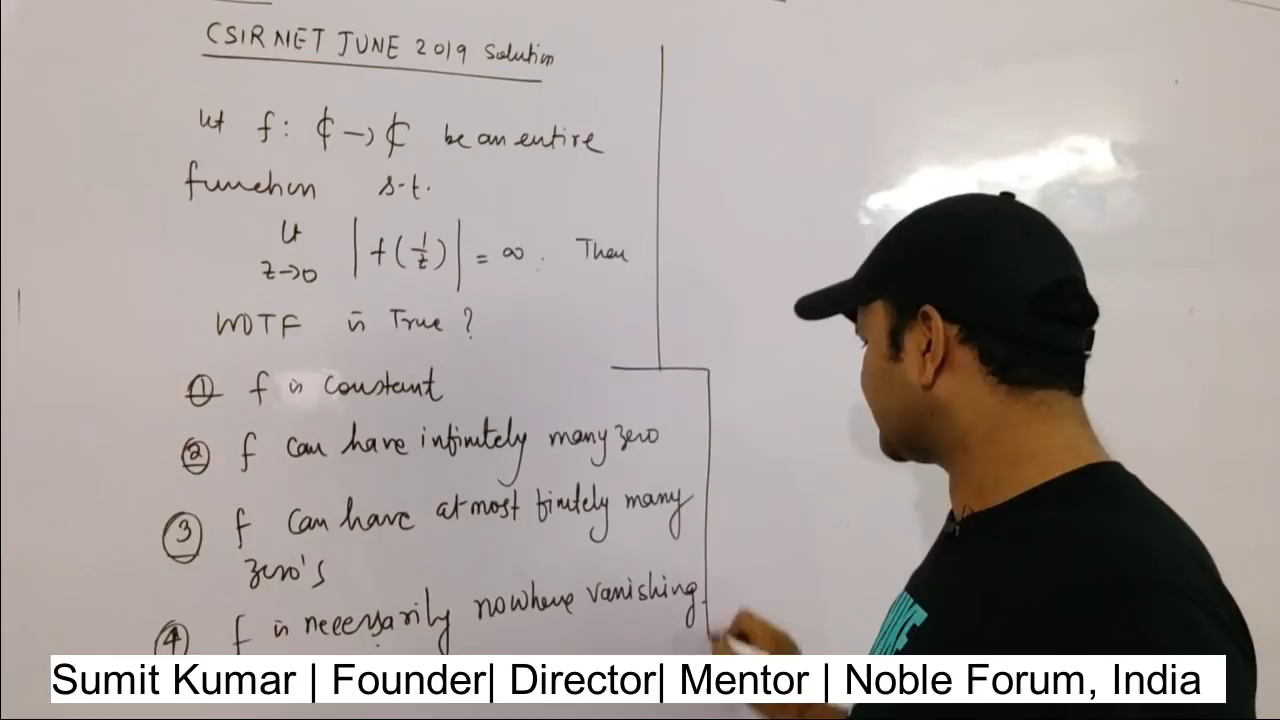 CSIR NET JUNE 2019 Solution
let f: ₵ → ₵ be an entire
function s.t.
lt
z→0 |f(1/z)| = ∞. Then
WOTF is True ?
① f is constant
② f can have infinitely many zero
③ f can have atmost finitely many
zero's
④ f is necessarily nowhere vanishing.
Sumit Kumar | Founder| Director| Mentor | Noble Forum, India